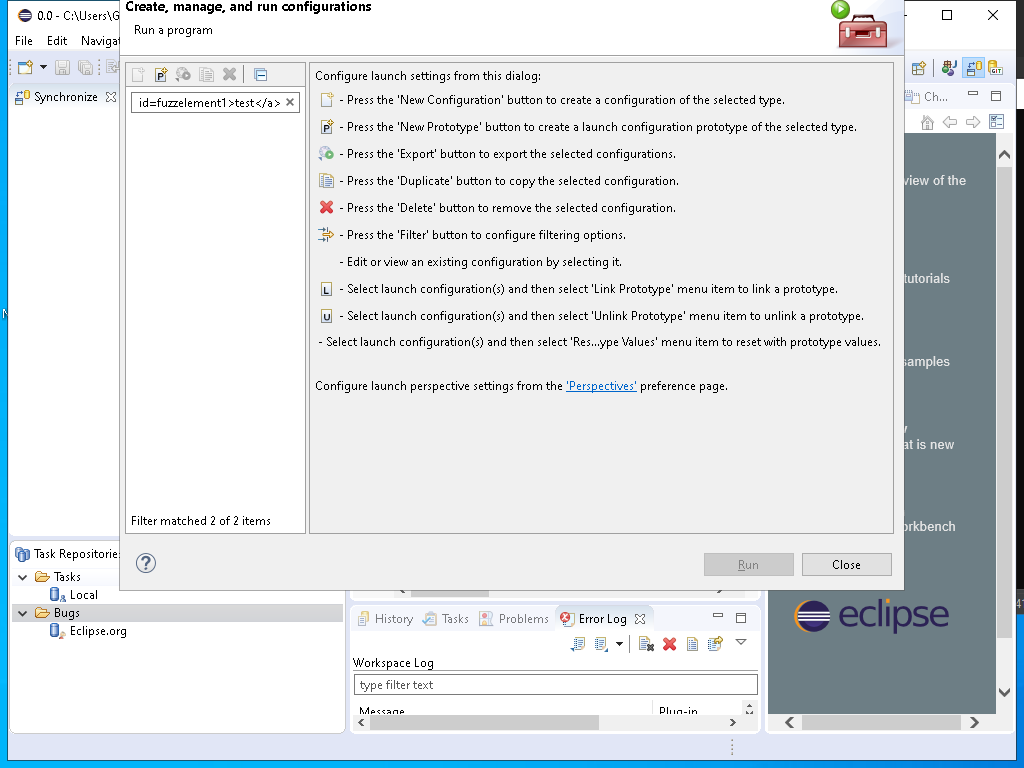 Create, manage, and run configurations
0.0 - C:\Users\G
Run a program
File Edit Navigat
id=fuzzelement1>test</a>
Configure launch settings from this dialog:
Synchronize
Ch...
- Press the 'New Configuration' button to create a configuration of the selected type.
- Press the 'New Prototype' button to create a launch configuration prototype of the selected type.
- Press the 'Export' button to export the selected configurations.
- Press the 'Duplicate' button to copy the selected configuration.
view of the
- Press the 'Delete' button to remove the selected configuration.
- Press the 'Filter' button to configure filtering options.
- Edit or view an existing configuration by selecting it.
tutorials
- Select launch configuration(s) and then select 'Link Prototype' menu item to link a prototype.
- Select launch configuration(s) and then select 'Unlink Prototype' menu item to unlink a prototype.
- Select launch configuration(s) and then select 'Res...ype Values' menu item to reset with prototype values.
samples
Configure launch perspective settings from the 'Perspectives' preference page.
at is new
Filter matched 2 of 2 items
orkbench
Task Repositories
Run
Close
Tasks
Local
Bugs
Eclipse.org
History Tasks Problems Error Log
eclipse
Workspace Log
type filter text
Message Plug-in